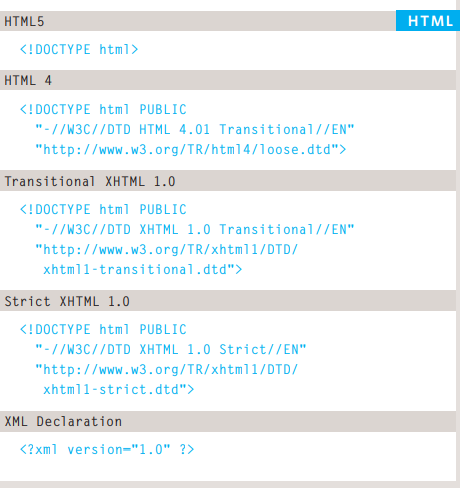 HTML5
HTML
<!DOCTYPE html>
HTML 4
<!DOCTYPE html PUBLIC
"-//W3C//DTD HTML 4.01 Transitional//EN"
"http://www.w3.org/TR/html4/loose.dtd">
Transitional XHTML 1.0
<!DOCTYPE html PUBLIC
"-//W3C//DTD XHTML 1.0 Transitional//EN"
"http://www.w3.org/TR/xhtml1/DTD/
xhtml1-transitional.dtd">
Strict XHTML 1.0
<!DOCTYPE html PUBLIC
"-//W3C//DTD XHTML 1.0 Strict//EN"
"http://www.w3.org/TR/xhtml1/DTD/
xhtml1-strict.dtd">
XML Declaration
<?xml version="1.0" ?>